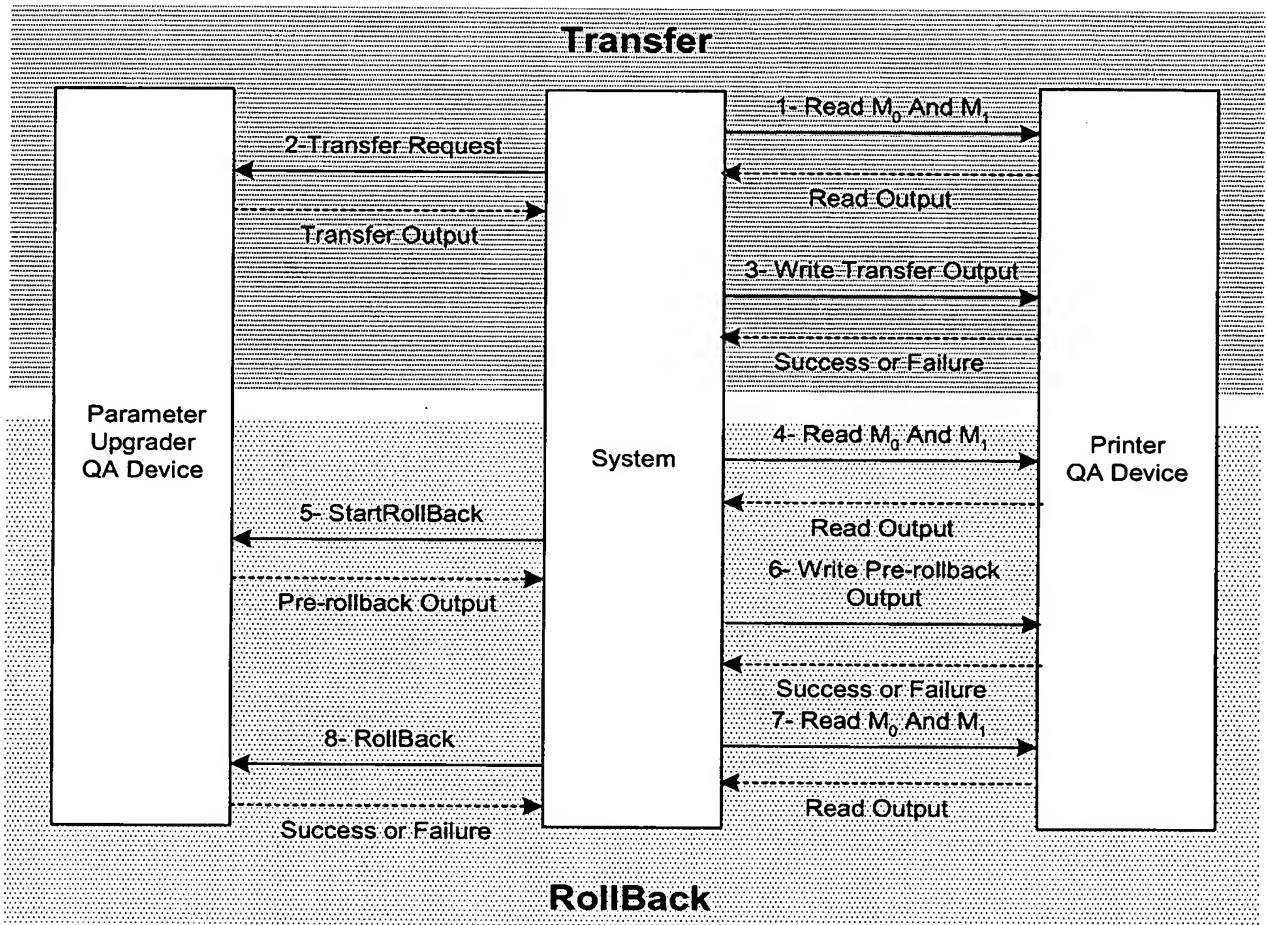 Transfer
1- Read M₀ And M₁
2-Transfer Request
Read Output
Transfer Output
3- Write Transfer Output
Success or Failure
Parameter
Upgrader
QA Device
System
Printer
QA Device
4- Read M₀ And M₁
Read Output
5- StartRollBack
Pre-rollback Output
6- Write Pre-rollback
Output
Success or Failure
7- Read M₀ And M₁
8- RollBack
Read Output
Success or Failure
RollBack